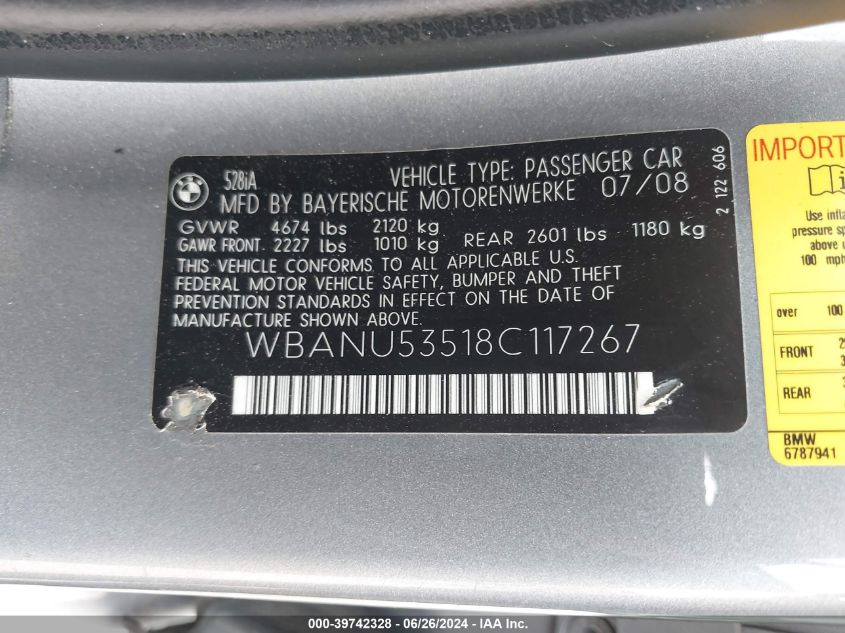 BMW
528iA
VEHICLE TYPE: PASSENGER CAR
MFD BY BAYERISCHE MOTORENWERKE 07/08
GVWR 4674 lbs 2120 kg
GAWR FRONT 2227 lbs 1010 kg REAR 2601 lbs 1180 kg
THIS VEHICLE CONFORMS TO ALL APPLICABLE U.S.
FEDERAL MOTOR VEHICLE SAFETY, BUMPER AND THEFT
PREVENTION STANDARDS IN EFFECT ON THE DATE OF
MANUFACTURE SHOWN ABOVE.
WBANU53518C117267
2 122 606
IMPORT
Use infla
pressure sp
above u
100 mph
over 100
FRONT
REAR
BMW
6787941
000-39742328 - 06/26/2024 - IAA Inc.